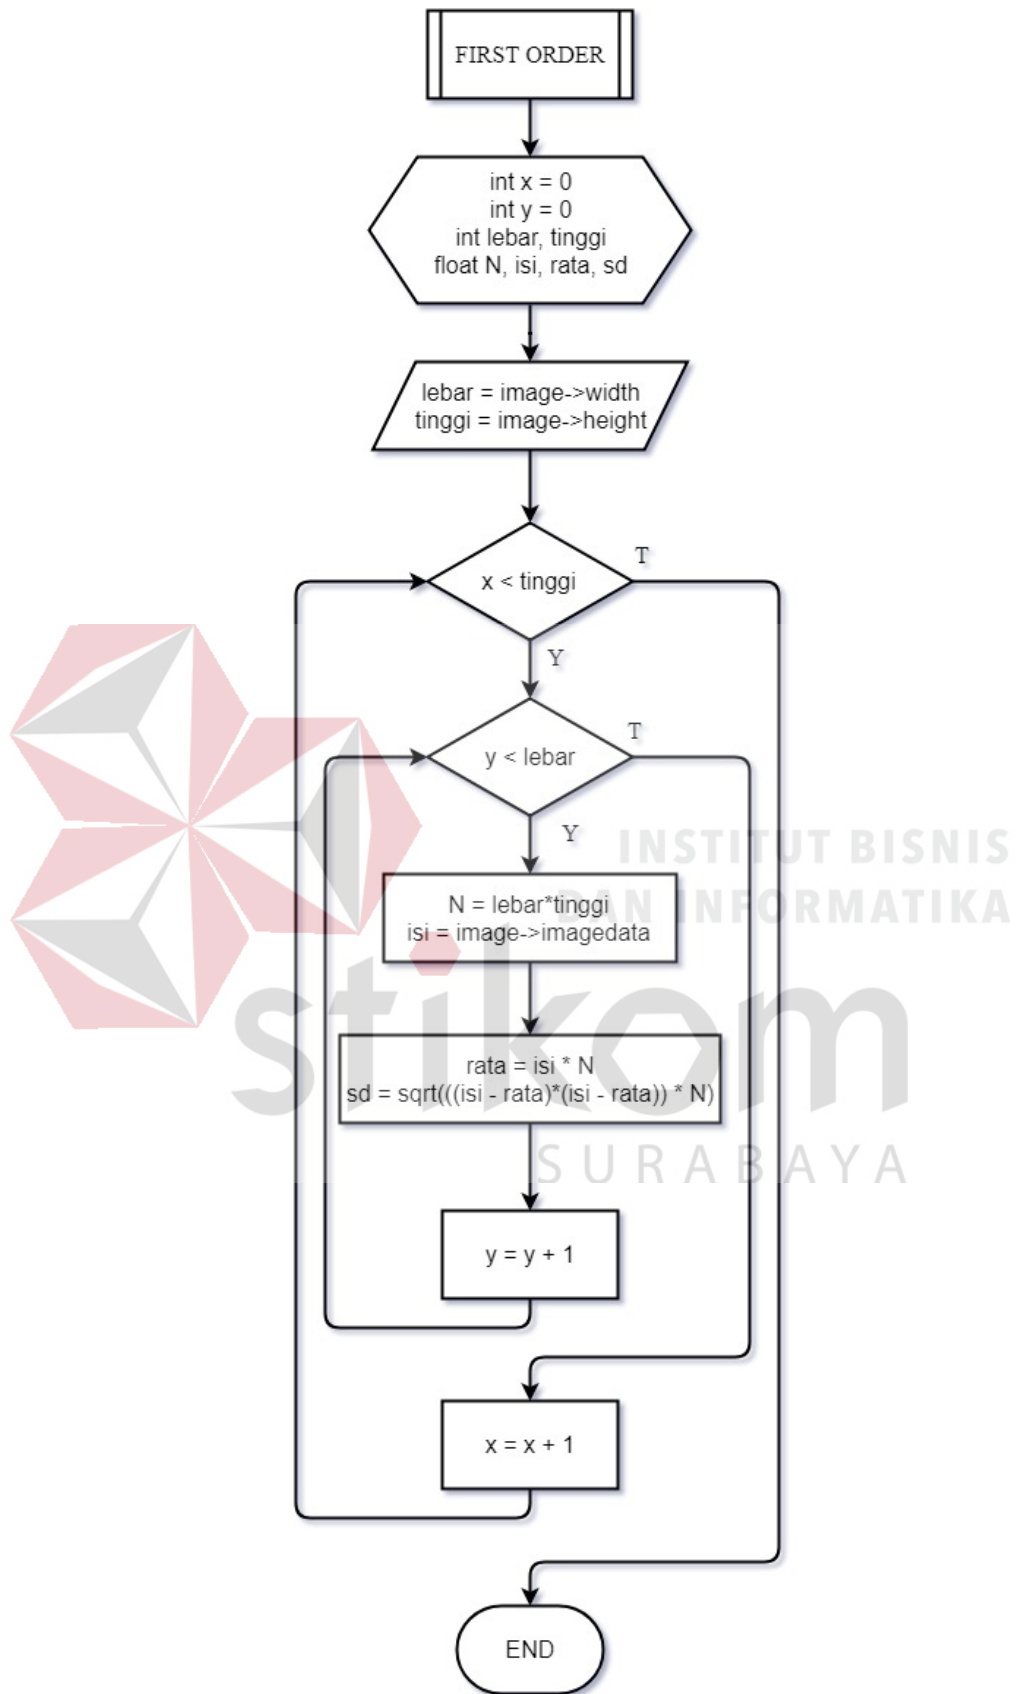 FIRST ORDER
int x = 0
int y = 0
int lebar, tinggi
float N, isi, rata, sd
lebar = image->width
tinggi = image->height
x < tinggi
T
Y
y < lebar
T
Y
INSTITUT BISNIS
DAN INFORMATIKA
N = lebar*tinggi
isi = image->imagedata
stikom
rata = isi * N
sd = sqrt(((isi - rata)*(isi - rata)) * N)
SURABAYA
y = y + 1
x = x + 1
END